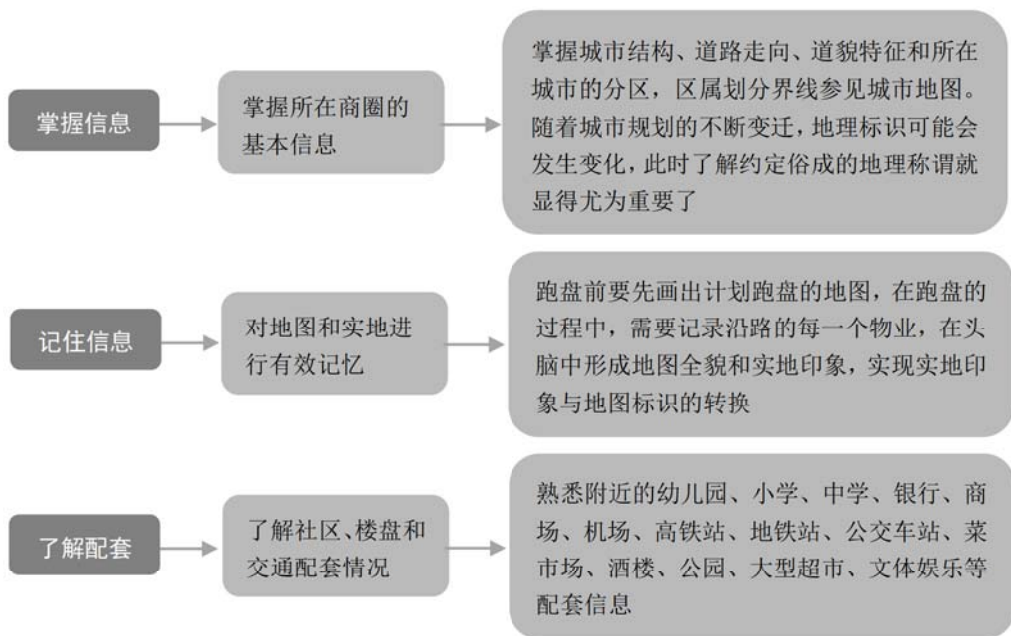 掌握信息
掌握所在商圈的
基本信息
掌握城市结构、道路走向、道貌特征和所在
城市的分区，区属划分界线参见城市地图。
随着城市规划的不断变迁，地理标识可能会
发生变化，此时了解约定俗成的地理称谓就
显得尤为重要了
记住信息
对地图和实地进
行有效记忆
跑盘前要先画出计划跑盘的地图，在跑盘的
过程中，需要记录沿路的每一个物业，在头
脑中形成地图全貌和实地印象，实现实地印
象与地图标识的转换
了解配套
了解社区、楼盘和
交通配套情况
熟悉附近的幼儿园、小学、中学、银行、商
场、机场、高铁站、地铁站、公交车站、菜
市场、酒楼、公园、大型超市、文体娱乐等
配套信息